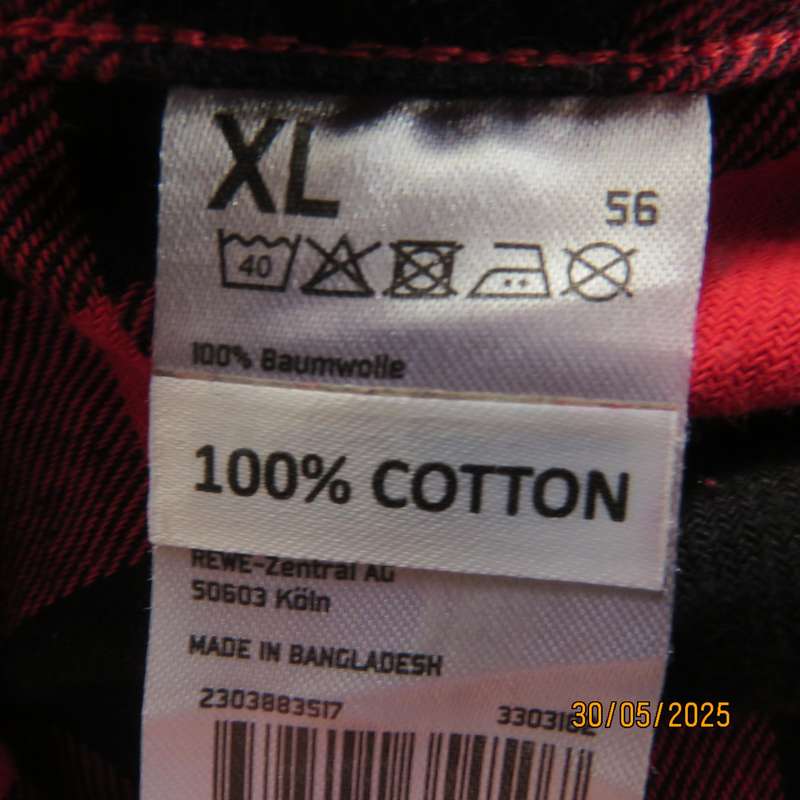 XL
56
40
100% Baumwolle
100% COTTON
REWE-Zentral AG
50603 Köln
MADE IN BANGLADESH
2303883517
30/05/2025